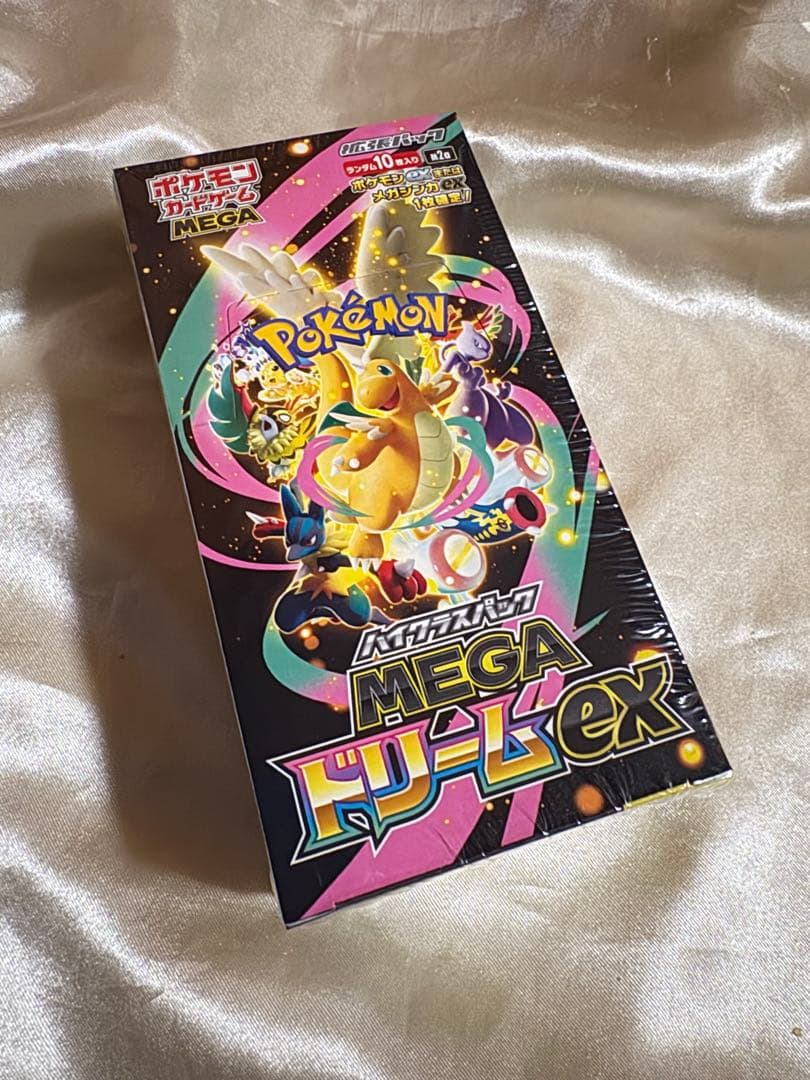 ポケモン
カードゲーム
MEGA
拡張パック
ランダム10枚入り
ポケモンex または
メガシンカex
1枚確定!
POKéMON
ハイクラスパック
MEGA
ドリームex